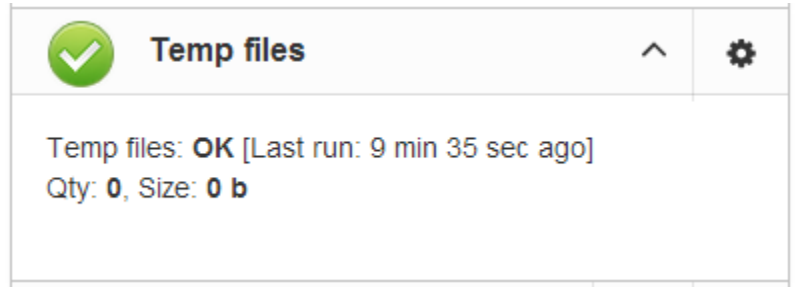 Temp files
Temp files: OK [Last run: 9 min 35 sec ago]
Qty: 0, Size: 0 b